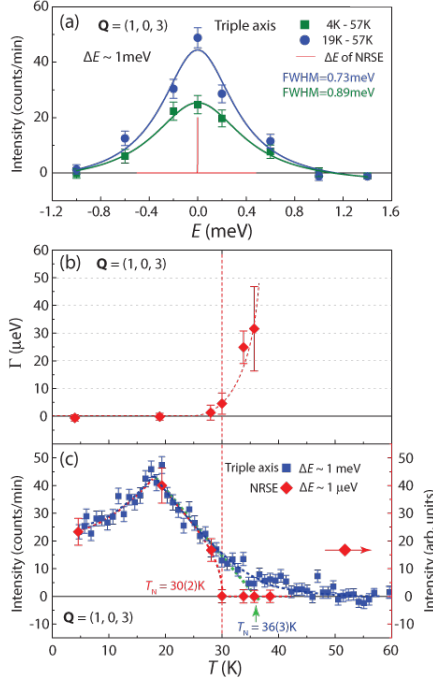 (a)
Q = (1, 0, 3)
Triple axis
4K - 57K
19K - 57K
ΔE ~ 1meV
ΔE of NRSE
FWHM=0.73meV
FWHM=0.89meV
Intensity (counts/min)
60
40
20
0
-1.2 -0.8 -0.4 0.0 0.4 0.8 1.2 1.6
E (meV)
(b)
Q = (1, 0, 3)
Γ (μeV)
60
50
40
30
20
10
0
-10
(c)
Triple axis ΔE ~ 1 meV
NRSE ΔE ~ 1 μeV
Intensity (counts/min)
50
40
30
20
10
0
-10
Intensity (arb. units)
50
40
30
20
10
0
-10
T_N = 30(2)K
Q = (1, 0, 3)
T_N = 36(3)K
0 10 20 30 40 50 60
T (K)